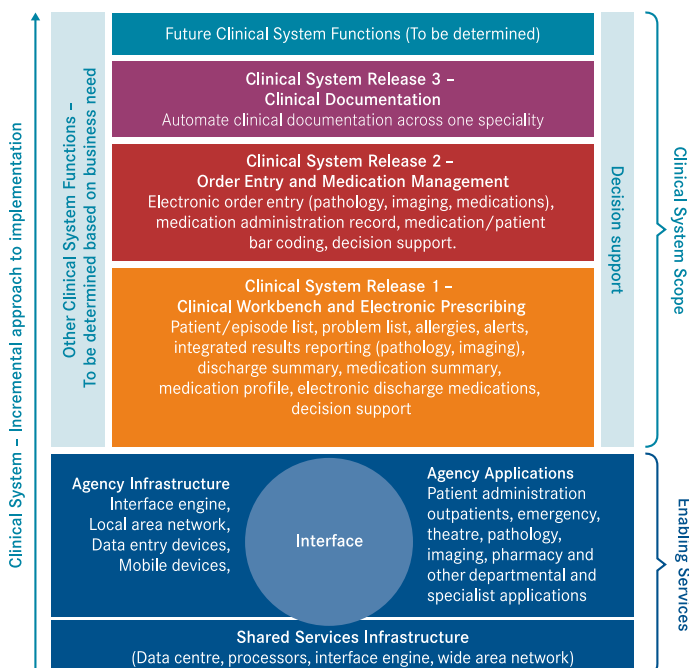 Clinical System – Incremental approach to implementation
Other Clinical System Functions –
To be determined based on business need
Future Clinical System Functions (To be determined)
Clinical System Release 3 –
Clinical Documentation
Automate clinical documentation across one speciality
Clinical System Release 2 –
Order Entry and Medication Management
Electronic order entry (pathology, imaging, medications),
medication administration record, medication/patient
bar coding, decision support.
Clinical System Release 1 –
Clinical Workbench and Electronic Prescribing
Patient/episode list, problem list, allergies, alerts,
integrated results reporting (pathology, imaging),
discharge summary, medication summary,
medication profile, electronic discharge medications,
decision support
Decision support
Clinical System Scope
Agency Infrastructure
Interface engine,
Local area network,
Data entry devices,
Mobile devices,
Interface
Agency Applications
Patient administration
outpatients, emergency,
theatre, pathology,
imaging, pharmacy and
other departmental and
specialist applications
Enabling Services
Shared Services Infrastructure
(Data centre, processors, interface engine, wide area network)